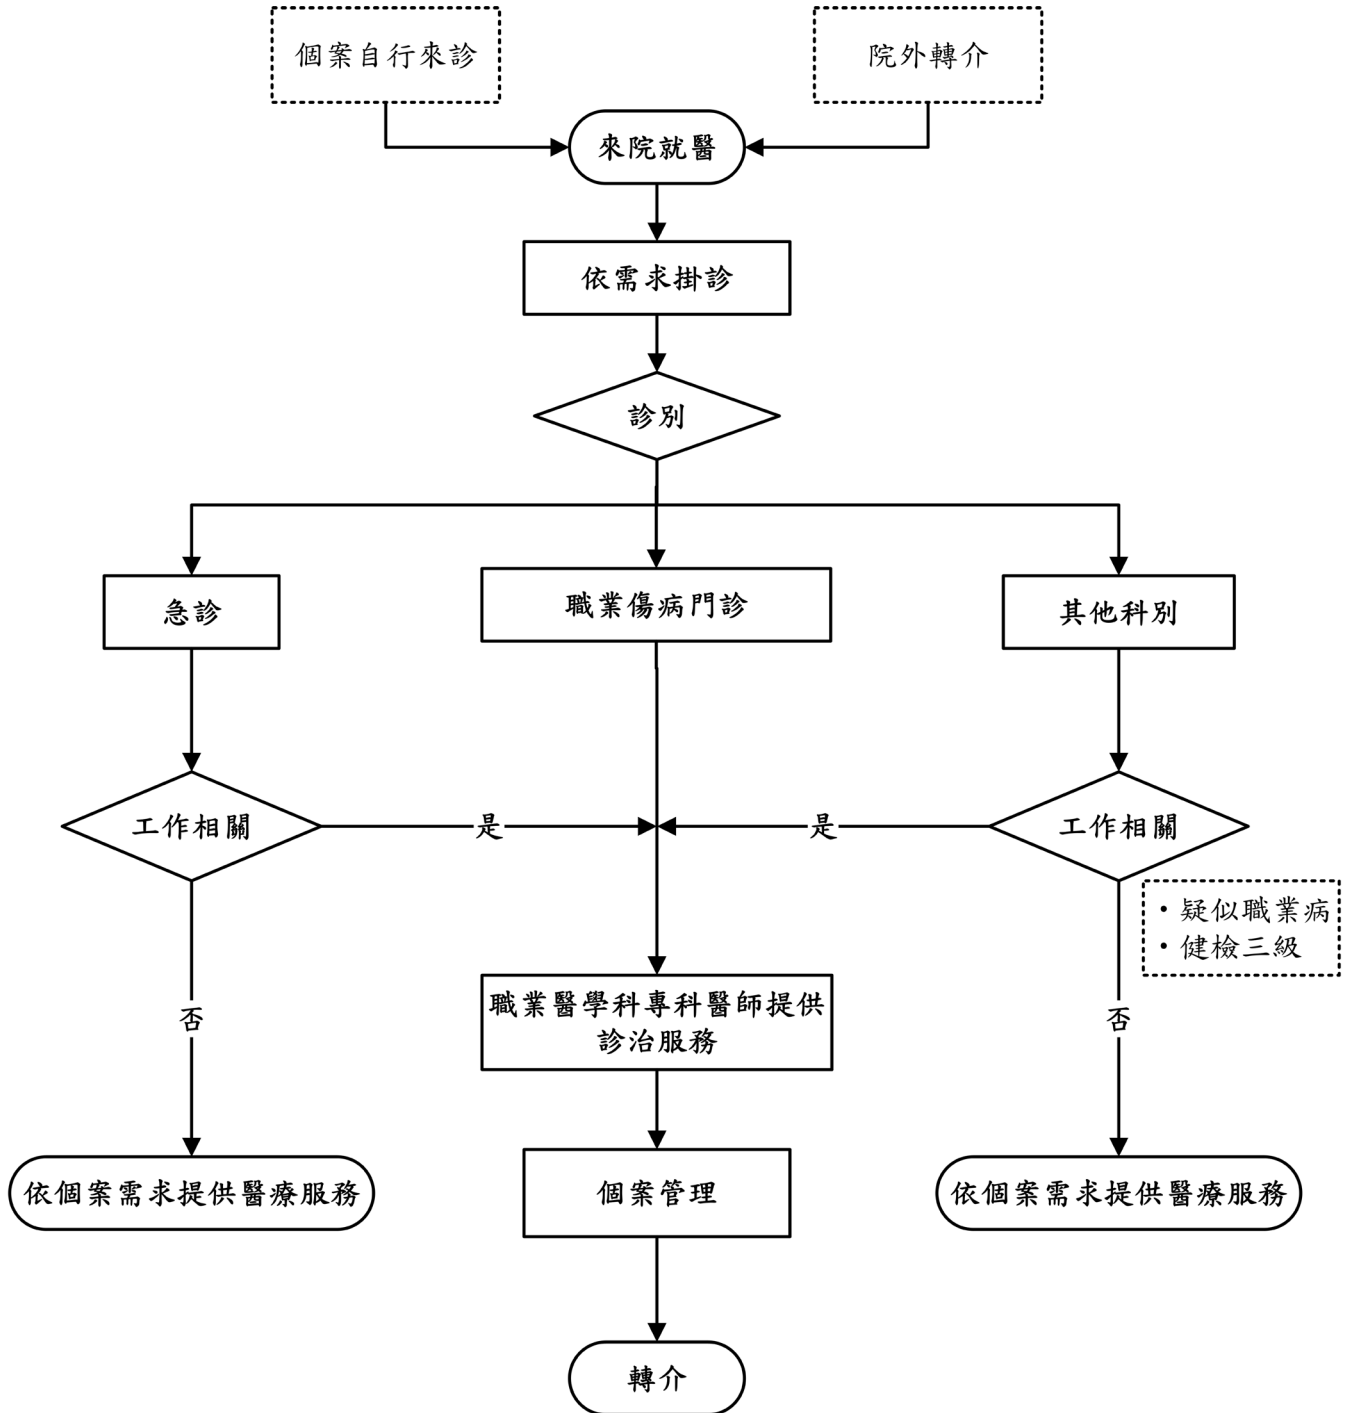 個案自行來診
院外轉介
來院就醫
依需求掛診
診別
急診
職業傷病門診
其他科別
工作相關
是
是
工作相關
・疑似職業病
・健檢三級
否
職業醫學科專科醫師提供
診治服務
否
依個案需求提供醫療服務
個案管理
依個案需求提供醫療服務
轉介